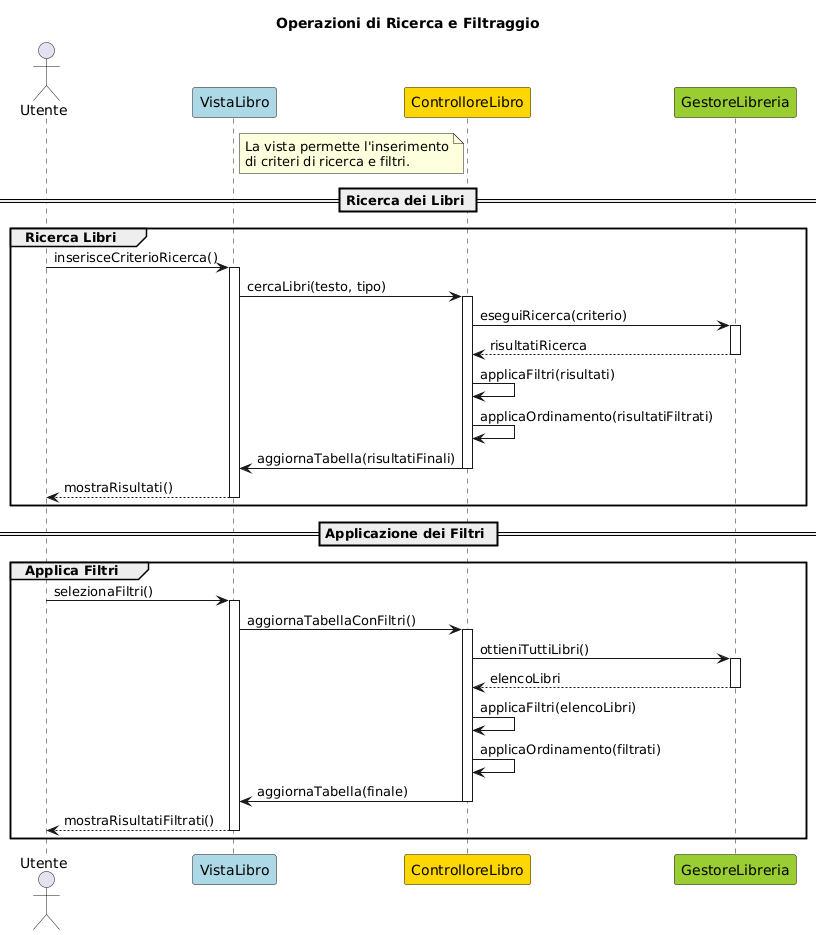 Operazioni di Ricerca e Filtraggio
Utente
VistaLibro
ControlloreLibro
GestoreLibreria
La vista permette l'inserimento
di criteri di ricerca e filtri.
Ricerca dei Libri
Ricerca Libri
inserisceCriterioRicerca()
cercaLibri(testo, tipo)
eseguiRicerca(criterio)
risultatiRicerca
applicaFiltri(risultati)
applicaOrdinamento(risultatiFiltrati)
aggiornaTabella(risultatiFinali)
mostraRisultati()
Applicazione dei Filtri
Applica Filtri
selezionaFiltri()
aggiornaTabellaConFiltri()
ottieniTuttiLibri()
elencoLibri
applicaFiltri(elencoLibri)
applicaOrdinamento(filtrati)
aggiornaTabella(finale)
mostraRisultatiFiltrati()
Utente
VistaLibro
ControlloreLibro
GestoreLibreria